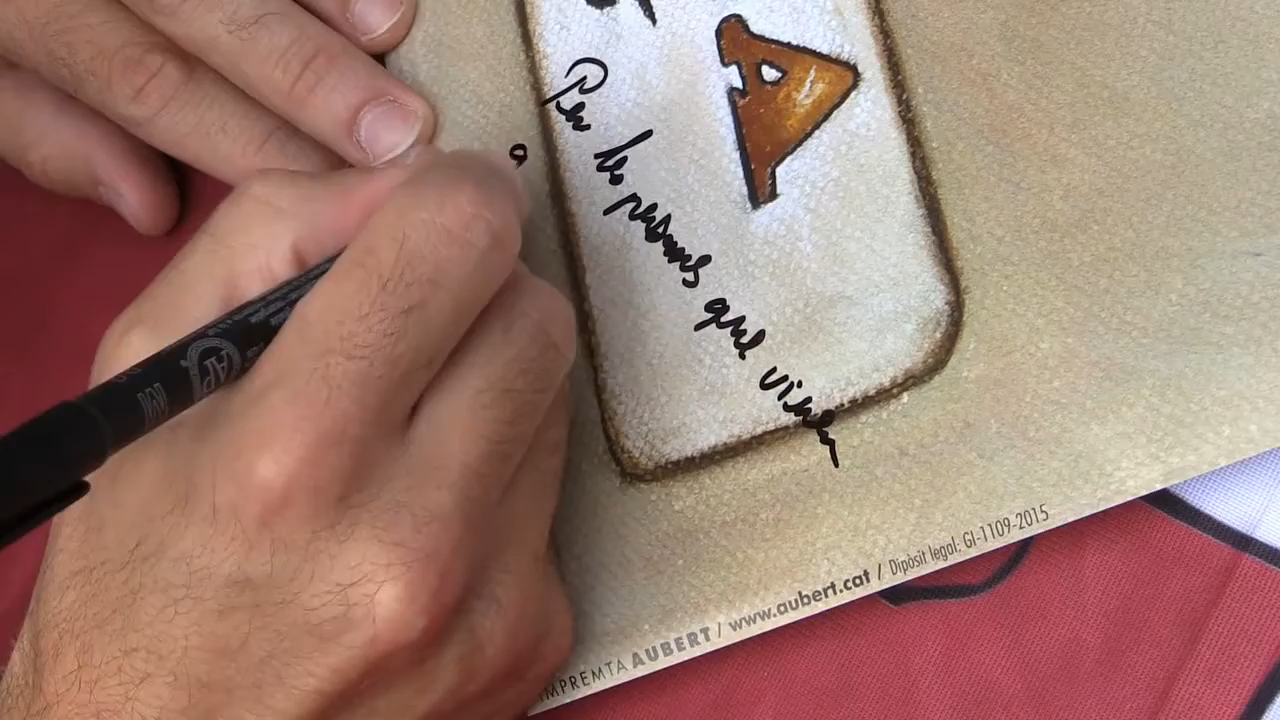 Per les persones que viuen
a
A
IMPREMTA AUBERT / www.aubert.cat / Dipòsit legal: GI-1109-2015